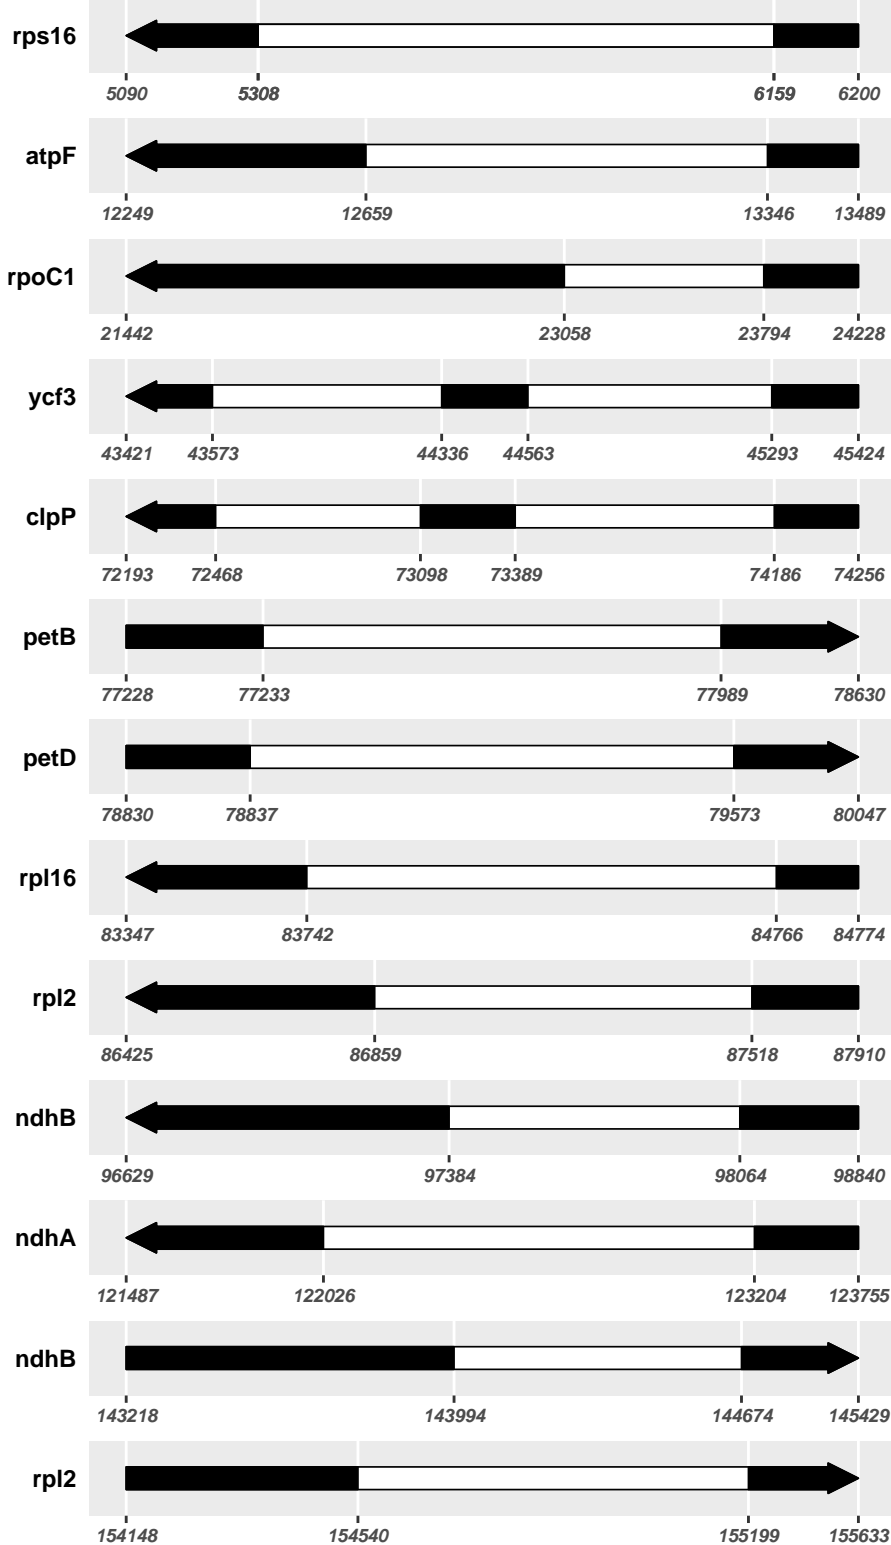 rps16
5090 5308 6159 6200
atpF
12249 12659 13346 13489
rpoC1
21442 23058 23794 24228
ycf3
43421 43573 44336 44563 45293 45424
clpP
72193 72468 73098 73389 74186 74256
petB
77228 77233 77989 78630
petD
78830 78837 79573 80047
rpl16
83347 83742 84766 84774
rpl2
86425 86859 87518 87910
ndhB
96629 97384 98064 98840
ndhA
121487 122026 123204 123755
ndhB
143218 143994 144674 145429
rpl2
154148 154540 155199 155633